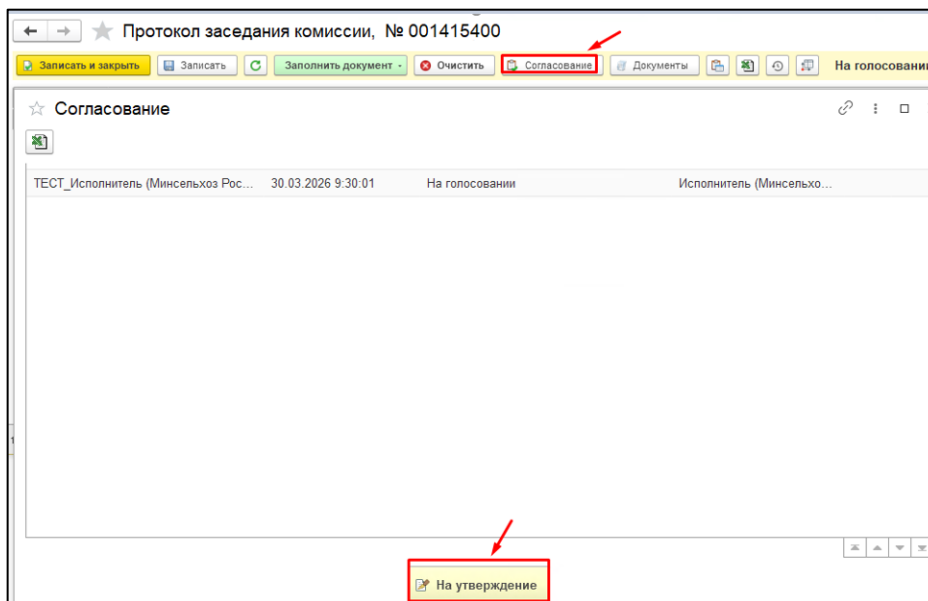 Протокол заседания комиссии, № 001415400
Записать и закрыть Записать Заполнить документ Очистить Согласование Документы На голосовании
Согласование
ТЕСТ_Исполнитель (Минсельхоз Рос... 30.03.2026 9:30:01 На голосовании Исполнитель (Минсельхо...
На утверждение